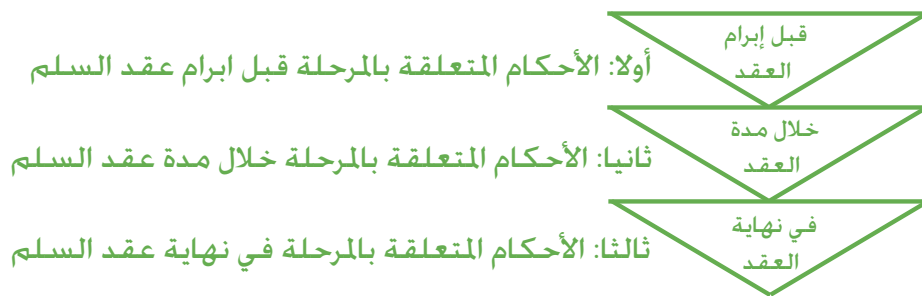 قبل إبرام
العقد
أولا: الأحكام المتعلقة بالمرحلة قبل ابرام عقد السلم
خلال مدة
العقد
ثانيا: الأحكام المتعلقة بالمرحلة خلال مدة عقد السلم
في نهاية
العقد
ثالثا: الأحكام المتعلقة بالمرحلة في نهاية عقد السلم